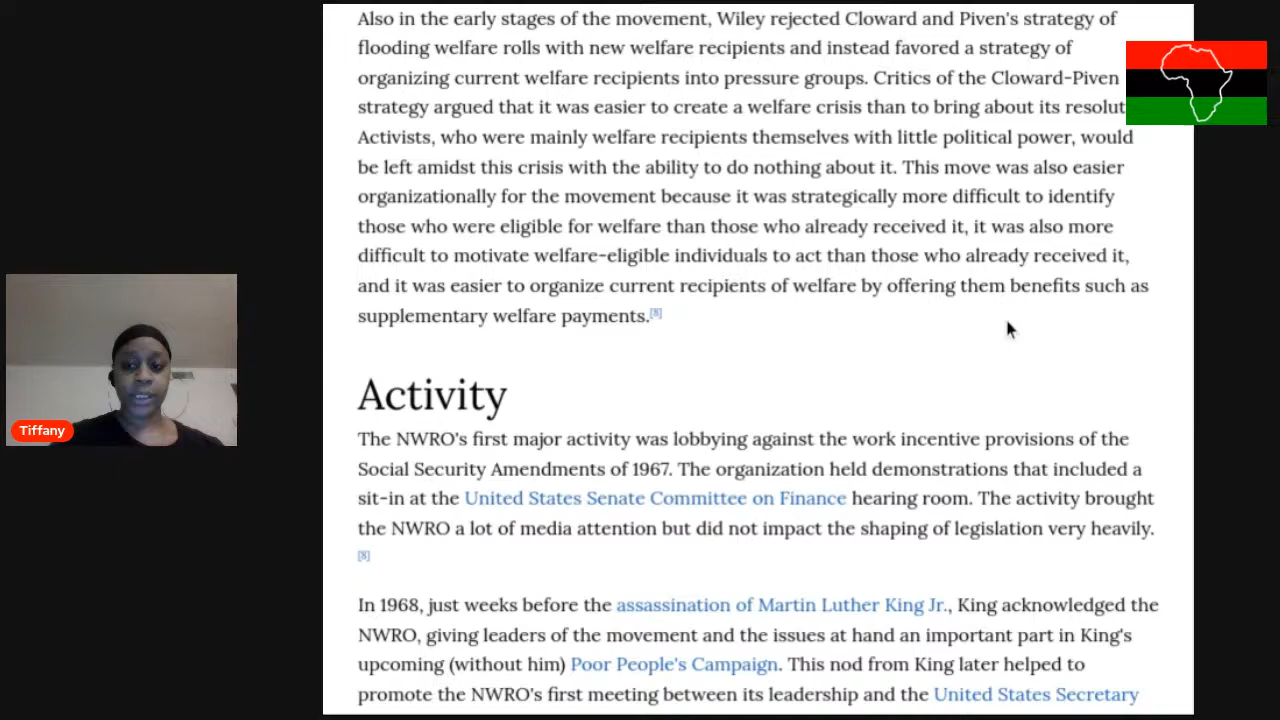 Also in the early stages of the movement, Wiley rejected Cloward and Piven's strategy of
flooding welfare rolls with new welfare recipients and instead favored a strategy of
organizing current welfare recipients into pressure groups. Critics of the Cloward-Piven
strategy argued that it was easier to create a welfare crisis than to bring about its resolut
Activists, who were mainly welfare recipients themselves with little political power, would
be left amidst this crisis with the ability to do nothing about it. This move was also easier
organizationally for the movement because it was strategically more difficult to identify
those who were eligible for welfare than those who already received it, it was also more
difficult to motivate welfare-eligible individuals to act than those who already received it,
and it was easier to organize current recipients of welfare by offering them benefits such as
supplementary welfare payments.[8]
Activity
The NWRO's first major activity was lobbying against the work incentive provisions of the
Social Security Amendments of 1967. The organization held demonstrations that included a
sit-in at the United States Senate Committee on Finance hearing room. The activity brought
the NWRO a lot of media attention but did not impact the shaping of legislation very heavily.
[8]
In 1968, just weeks before the assassination of Martin Luther King Jr., King acknowledged the
NWRO, giving leaders of the movement and the issues at hand an important part in King's
upcoming (without him) Poor People's Campaign. This nod from King later helped to
promote the NWRO's first meeting between its leadership and the United States Secretary
Tiffany